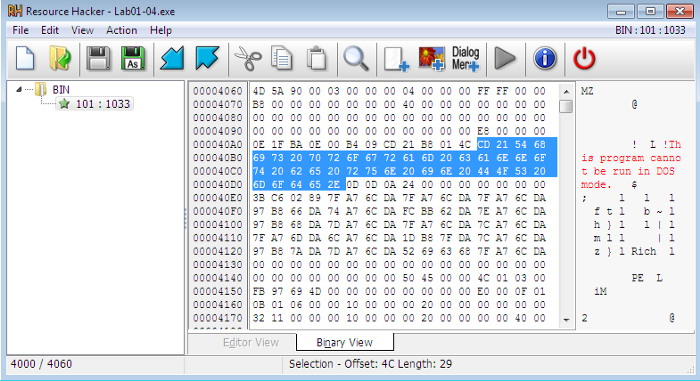 Resource Hacker - Lab01-04.exe
File Edit View Action Help BIN : 101 : 1033
As Dialog Menu
BIN
101 : 1033
00004060 4D 5A 90 00 03 00 00 00 04 00 00 00 FF FF 00 00 MZ
00004070 B8 00 00 00 00 00 00 00 40 00 00 00 00 00 00 00 @
00004080 00 00 00 00 00 00 00 00 00 00 00 00 00 00 00 00
00004090 00 00 00 00 00 00 00 00 00 00 00 00 E8 00 00 00
000040A0 0E 1F BA 0E 00 B4 09 CD 21 B8 01 4C CD 21 54 68 ! L !Th
000040B0 69 73 20 70 72 6F 67 72 61 6D 20 63 61 6E 6E 6F is program canno
000040C0 74 20 62 65 20 72 75 6E 20 69 6E 20 44 4F 53 20 t be run in DOS
000040D0 6D 6F 64 65 2E 0D 0D 0A 24 00 00 00 00 00 00 00 mode. $
000040E0 3B C6 02 89 7F A7 6C DA 7F A7 6C DA 7F A7 6C DA ; l l l
000040F0 97 B8 66 DA 74 A7 6C DA FC BB 62 DA 7E A7 6C DA f t l b ~ l
00004100 97 B8 68 DA 7D A7 6C DA 7F A7 6C DA 7C A7 6C DA h } l l | l
00004110 7F A7 6D DA 6C A7 6C DA 1D B8 7F DA 7C A7 6C DA m l l | l
00004120 97 B8 7A DA 7D A7 6C DA 52 69 63 68 7F A7 6C DA z } l Rich l
00004130 00 00 00 00 00 00 00 00 00 00 00 00 00 00 00 00
00004140 00 00 00 00 00 00 00 00 50 45 00 00 4C 01 03 00 PE L
00004150 FB 97 69 4D 00 00 00 00 00 00 00 00 E0 00 0F 01 iM
00004160 0B 01 06 00 00 10 00 00 00 20 00 00 00 00 00 00
00004170 32 11 00 00 00 10 00 00 00 20 00 00 00 00 40 00 2 @
Editor View Binary View
4000 / 4060 Selection - Offset: 4C Length: 29